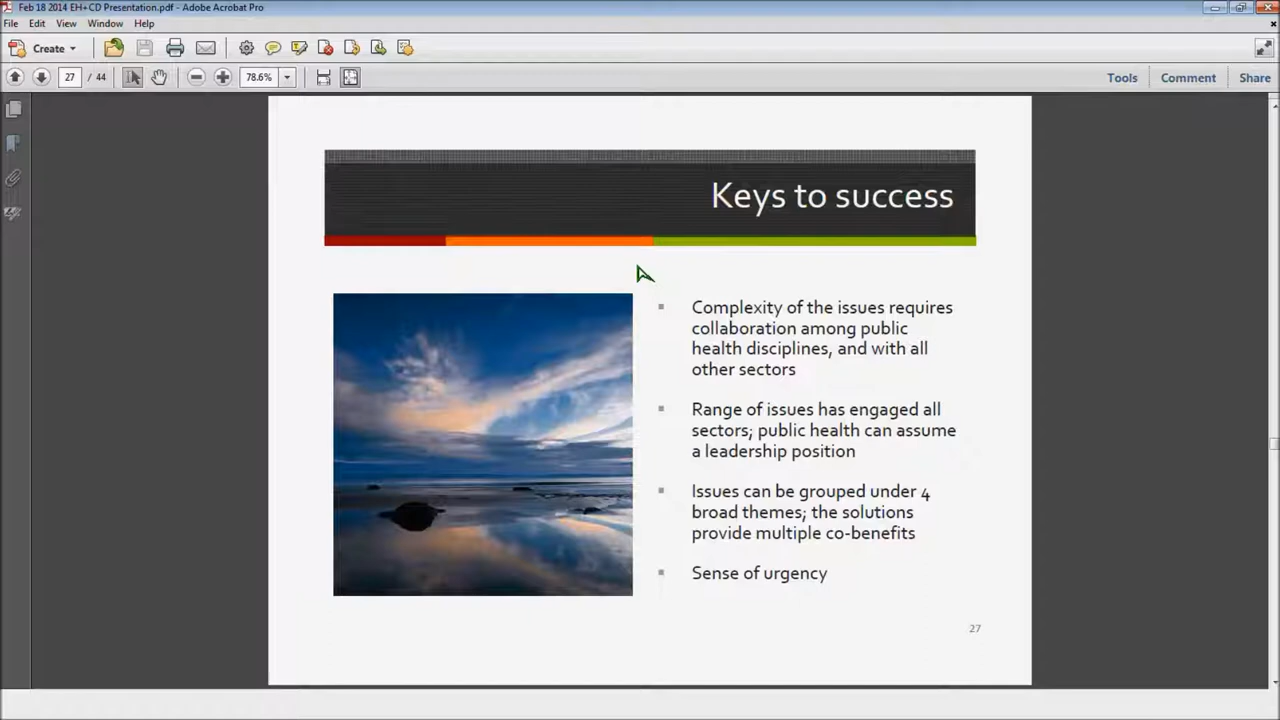 Feb 18 2014 EH+CD Presentation.pdf - Adobe Acrobat Pro
File Edit View Window Help
Create
27 / 44 78.6% Tools Comment Share
Keys to success
Complexity of the issues requires
collaboration among public
health disciplines, and with all
other sectors
Range of issues has engaged all
sectors; public health can assume
a leadership position
Issues can be grouped under 4
broad themes; the solutions
provide multiple co-benefits
Sense of urgency
27